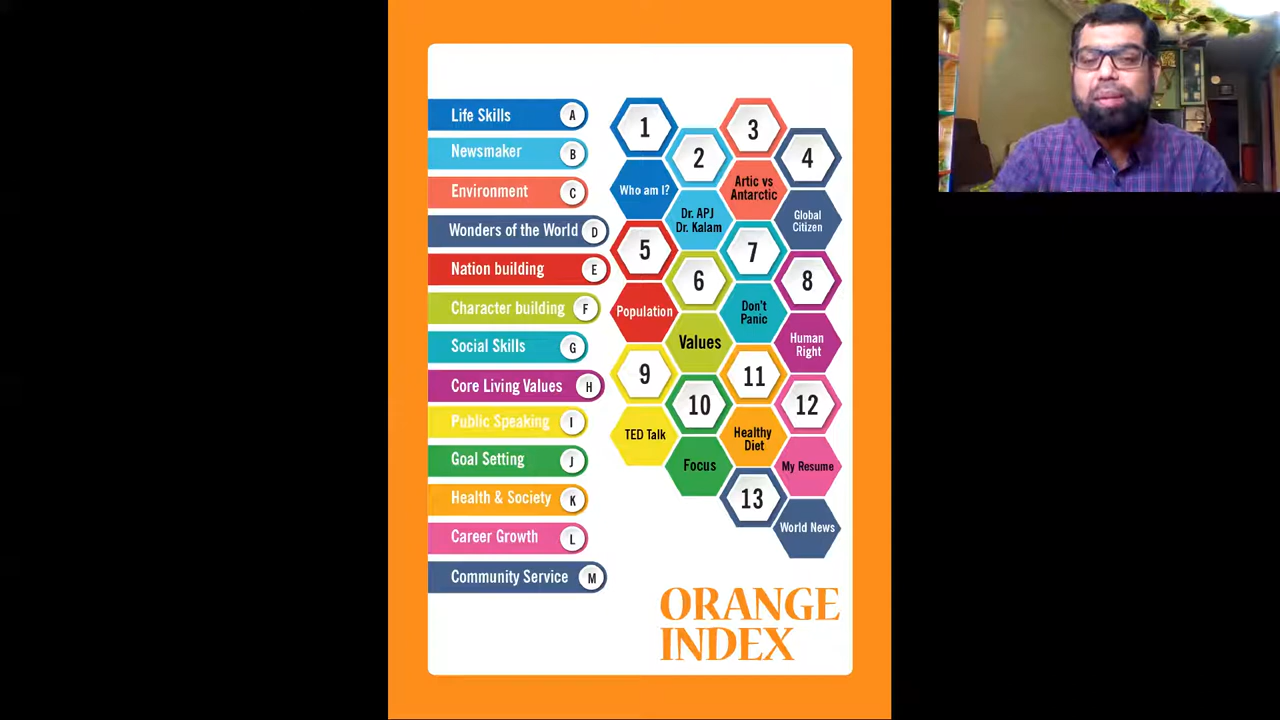 Life Skills A
Newsmaker B
Environment C
Wonders of the World D
Nation building E
Character building F
Social Skills G
Core Living Values H
Public Speaking I
Goal Setting J
Health & Society K
Career Growth L
Community Service M
1
Who am I?
2
Dr. APJ
Dr. Kalam
3
Artic vs
Antarctic
4
Global
Citizen
5
Population
6
Values
7
Don't
Panic
8
Human
Right
9
TED Talk
10
Focus
11
Healthy
Diet
12
My Resume
13
World News
ORANGE
INDEX